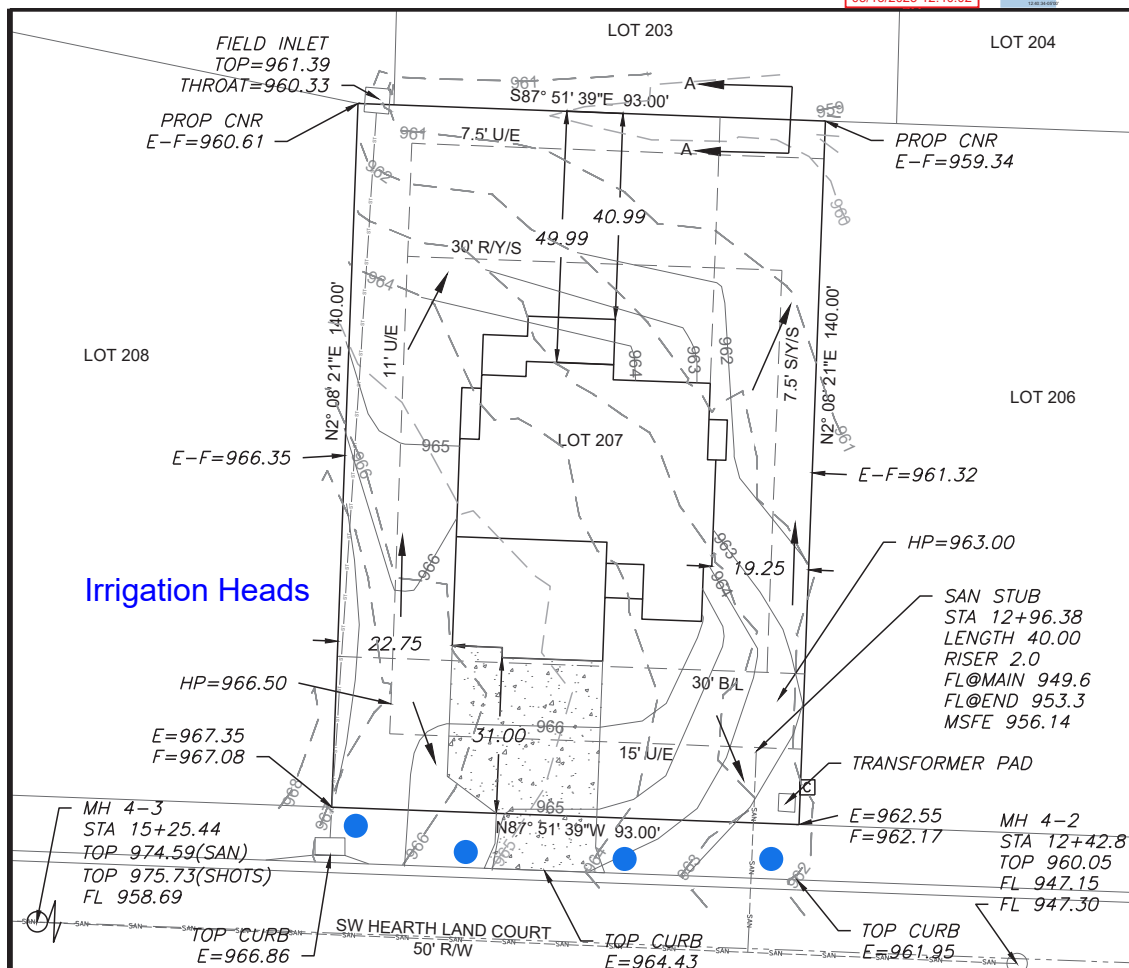 LOT 203
LOT 204
FIELD INLET
TOP=961.39
THROAT=960.33
961
S87° 51' 39"E 93.00'
A
959
PROP CNR
E-F=960.61
961
7.5' U/E
A
PROP CNR
E-F=959.34
962
960
40.99
49.99
30' R/Y/S
964
N2° 08' 21"E 140.00'
11' U/E
LOT 208
964
963
962
7.5' S/Y/S
N2° 08' 21"E 140.00'
LOT 206
LOT 207
965
961
E-F=966.35
966
E-F=961.32
963
HP=963.00
966
964
19.25
Irrigation Heads
SAN STUB
STA 12+96.38
LENGTH 40.00
RISER 2.0
FL@MAIN 949.6
FL@END 953.3
MSFE 956.14
22.75
HP=966.50
30' B/L
966
31.00
15' U/E
E=967.35
F=967.08
TRANSFORMER PAD
C
968
967
965
N87° 51' 39"W 93.00'
E=962.55
F=962.17
MH 4-3
STA 15+25.44
TOP 974.59(SAN)
TOP 975.73(SHOTS)
FL 958.69
MH 4-2
STA 12+42.8
TOP 960.05
FL 947.15
FL 947.30
966
965
964
963
962
SAN
SAN
SW HEARTH LAND COURT
50' R/W
TOP CURB
E=966.86
TOP CURB
E=964.43
TOP CURB
E=961.95